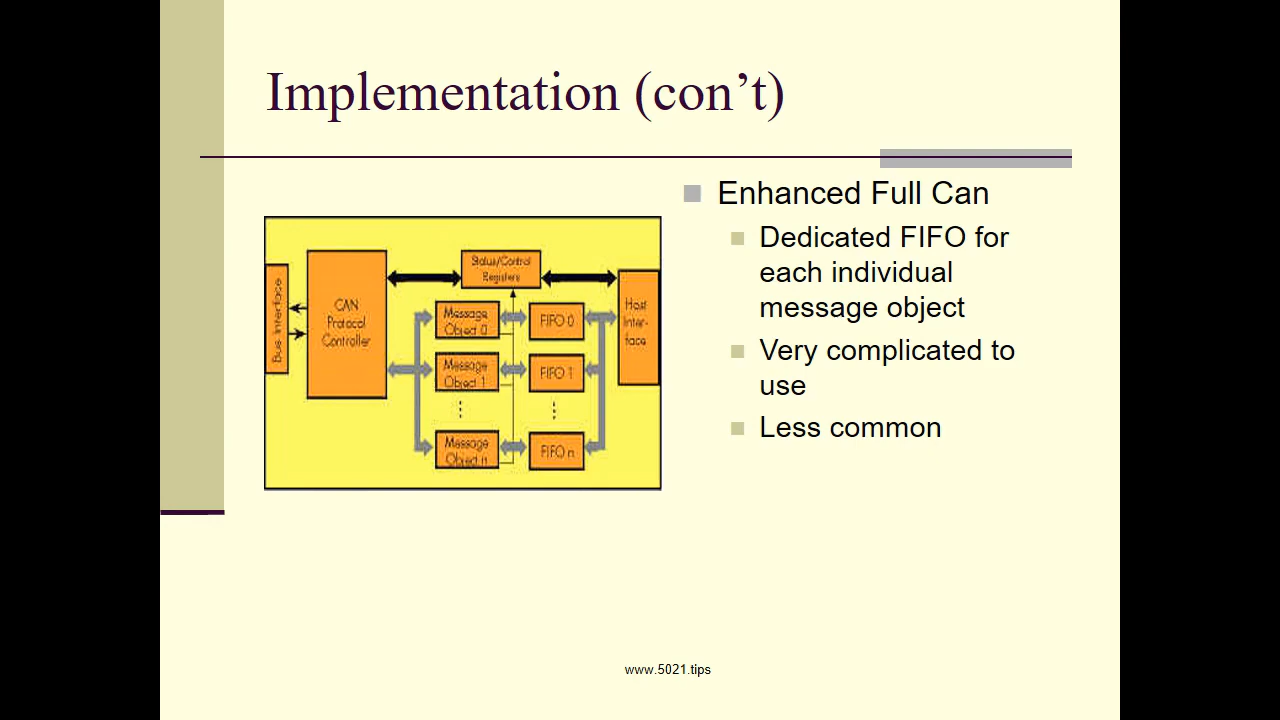 Implementation (con’t)
Enhanced Full Can
Dedicated FIFO for
each individual
message object
Very complicated to
use
Less common
Bus Interface
CAN
Protocol
Controller
Status/Control
Registers
Message
Object 0
FIFO 0
Message
Object 1
FIFO 1
Message
Object n
FIFO n
Host
Inter-
face
www.5021.tips